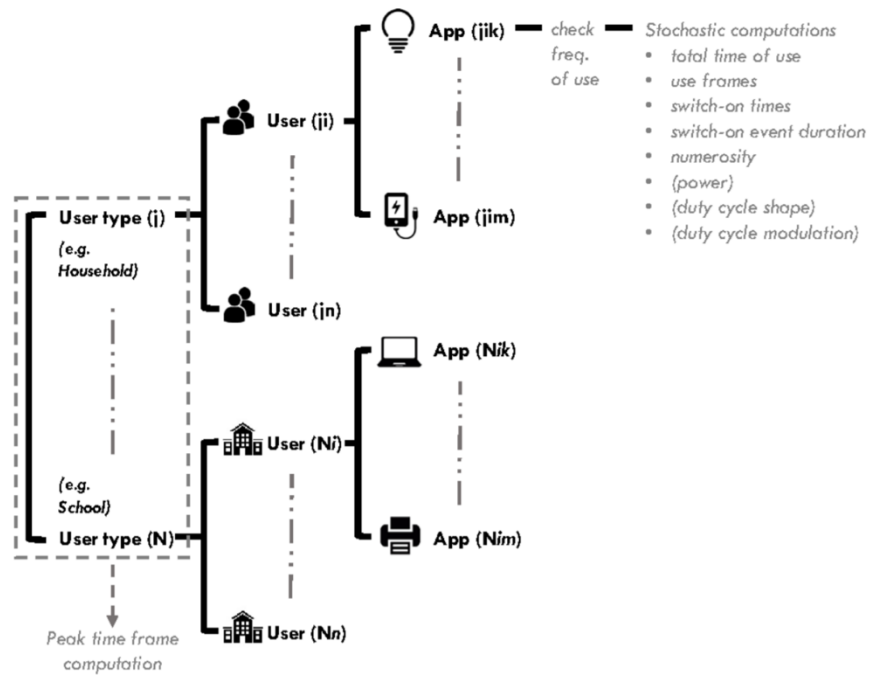 App (jik)
check
freq.
of use
Stochastic computations
• total time of use
• use frames
• switch-on times
• switch-on event duration
• numerosity
• (power)
• (duty cycle shape)
• (duty cycle modulation)
User (ji)
App (jim)
User type (j)
(e.g.
Household)
User (jn)
App (Nik)
User (Ni)
(e.g.
School)
User type (N)
App (Nim)
User (Nn)
Peak time frame
computation